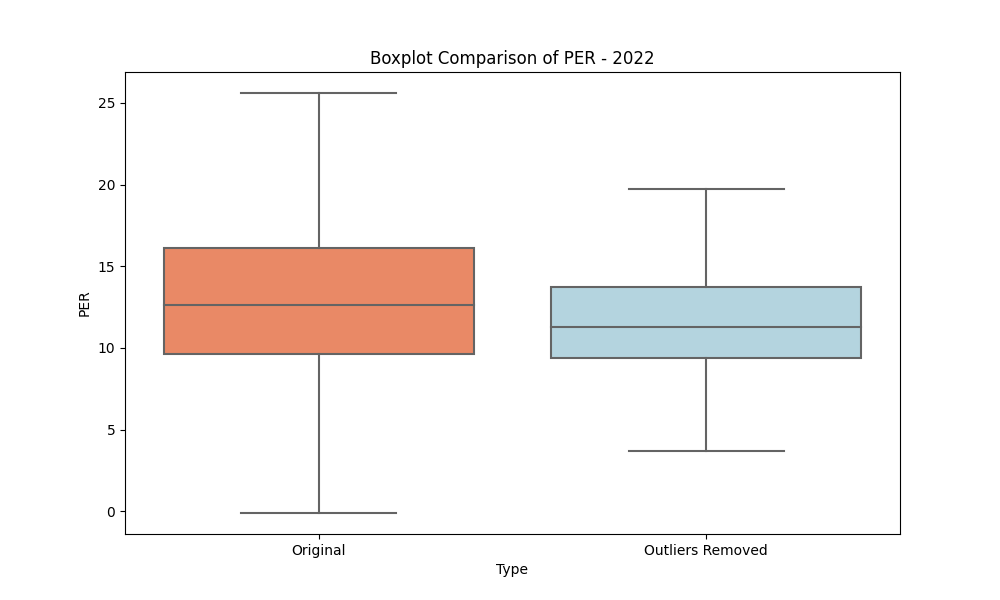 Boxplot Comparison of PER - 2022
PER
25
20
15
10
5
0
Original
Outliers Removed
Type